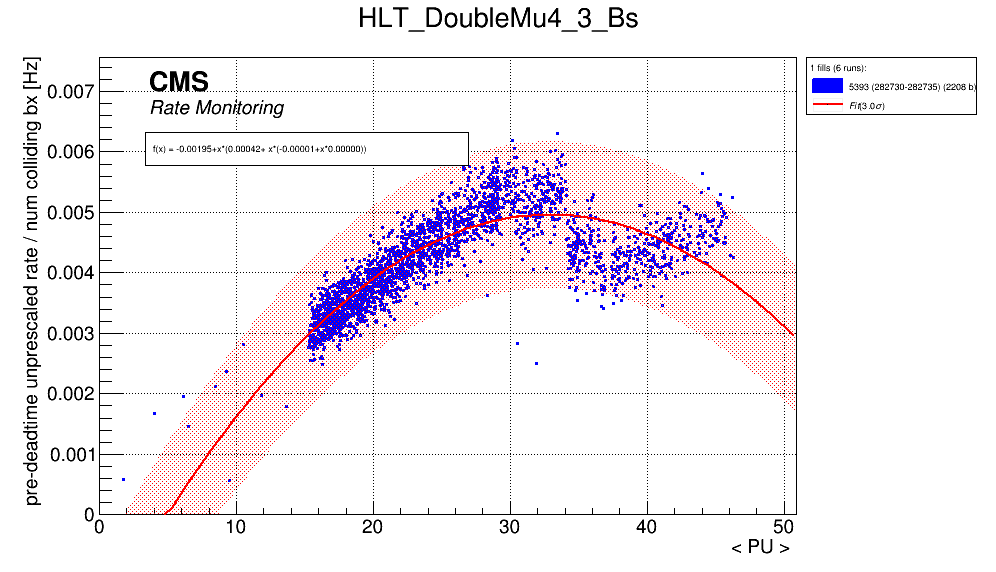 HLT_DoubleMu4_3_Bs
pre-deadtime unprescaled rate / num colliding bx [Hz]
CMS
Rate Monitoring
f(x) = -0.00195+x*(0.00042+ x*(-0.00001+x*0.00000))
0.007
0.006
0.005
0.004
0.003
0.002
0.001
0
0 10 20 30 40 50
< PU >
1 fills (6 runs):
5393 (282730-282735) (2208 b)
Fit(3.0σ)